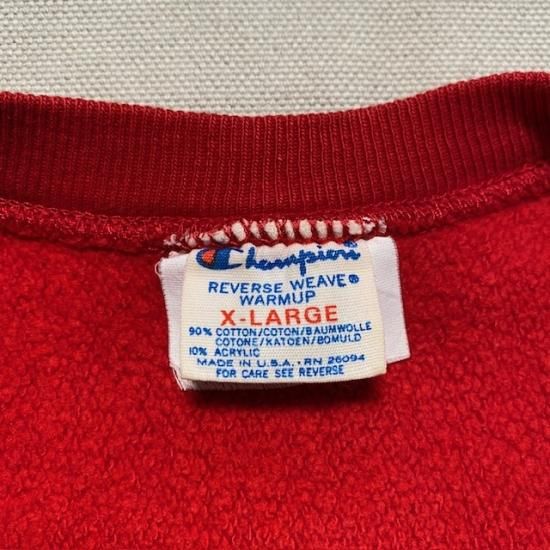 Champion®
REVERSE WEAVE®
WARMUP
X-LARGE
90% COTTON/COTON/BAUMWOLLE
COTONE/KATOEN/BOMULD
10% ACRYLIC
MADE IN U.S.A. • RN 26094
FOR CARE SEE REVERSE